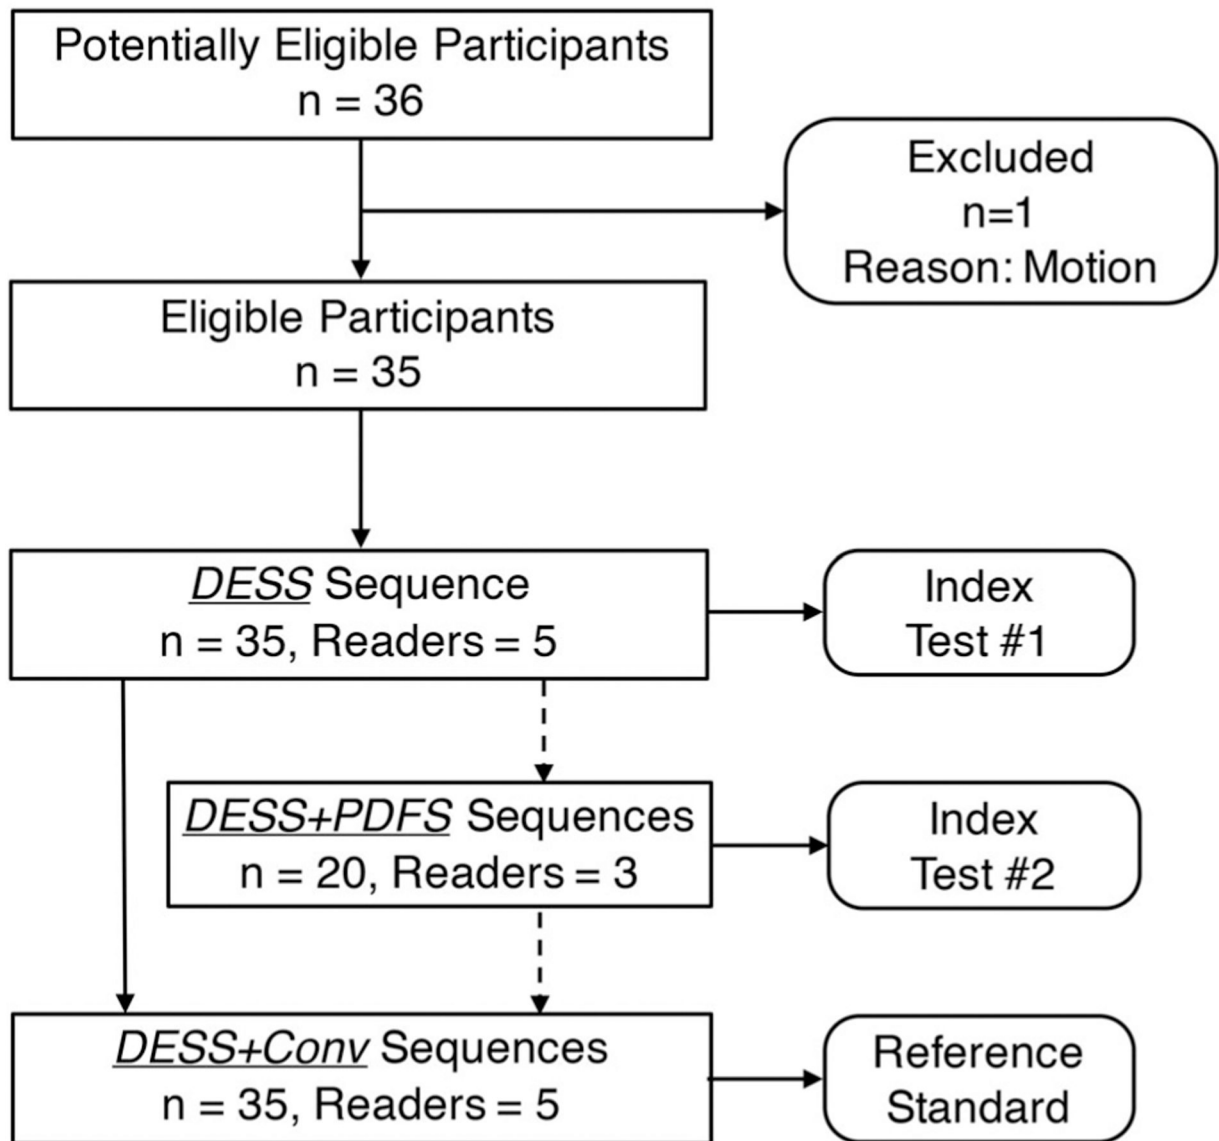 Potentially Eligible Participants
n = 36
Excluded
n=1
Reason: Motion
Eligible Participants
n = 35
DESS Sequence
n = 35, Readers = 5
Index
Test #1
DESS+PDFS Sequences
n = 20, Readers = 3
Index
Test #2
DESS+Conv Sequences
n = 35, Readers = 5
Reference
Standard